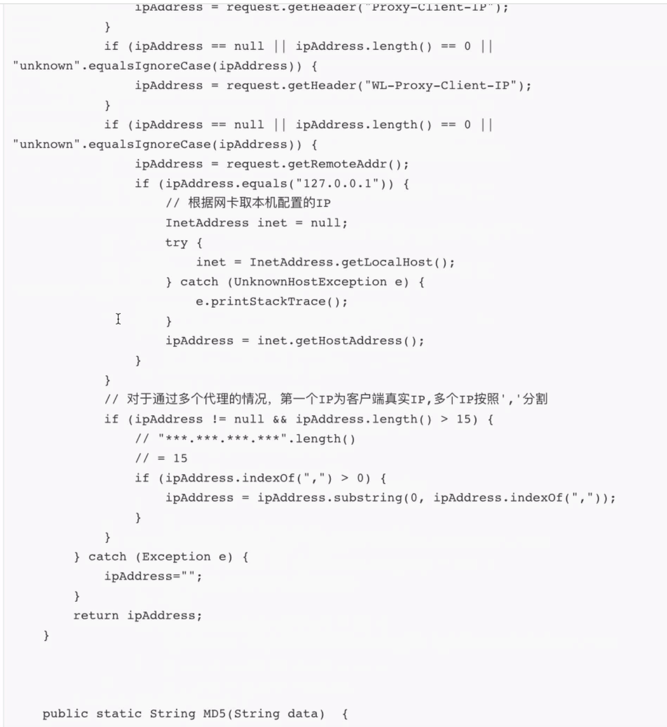 ipAddress = request.getHeader("Proxy-Client-IP");
}
if (ipAddress == null || ipAddress.length() == 0 ||
"unknown".equalsIgnoreCase(ipAddress)) {
ipAddress = request.getHeader("WL-Proxy-Client-IP");
}
if (ipAddress == null || ipAddress.length() == 0 ||
"unknown".equalsIgnoreCase(ipAddress)) {
ipAddress = request.getRemoteAddr();
if (ipAddress.equals("127.0.0.1")) {
// 根据网卡取本机配置的IP
InetAddress inet = null;
try {
inet = InetAddress.getLocalHost();
} catch (UnknownHostException e) {
e.printStackTrace();
}
ipAddress = inet.getHostAddress();
}
}
// 对于通过多个代理的情况，第一个IP为客户端真实IP,多个IP按照','分割
if (ipAddress != null && ipAddress.length() > 15) {
// "***.***.***.***".length()
// = 15
if (ipAddress.indexOf(",") > 0) {
ipAddress = ipAddress.substring(0, ipAddress.indexOf(","));
}
}
} catch (Exception e) {
ipAddress="";
}
return ipAddress;
}
public static String MD5(String data)  {